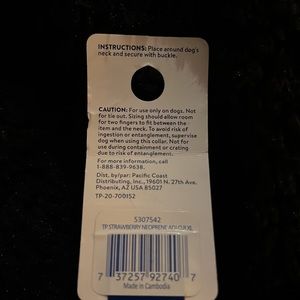 INSTRUCTIONS: Place around dog's
neck and secure with buckle.
CAUTION: For use only on dogs. Not
for tie out. Sizing should allow room
for two fingers to fit between the
item and the neck. To avoid risk of
ingestion or entanglement, supervise
dog when using this collar. Not for
use during containment or crating
due to risk of entanglement.
For more information, call
1-888-839-9638.
Dist. by/par: Pacific Coast
Distributing, Inc., 19601 N. 27th Ave.
Phoenix, AZ USA 85027
TP-20-700152
5307542
TP STRAWBERRY NEOPRENE
7 37257 92740 7
Made in Cambodia